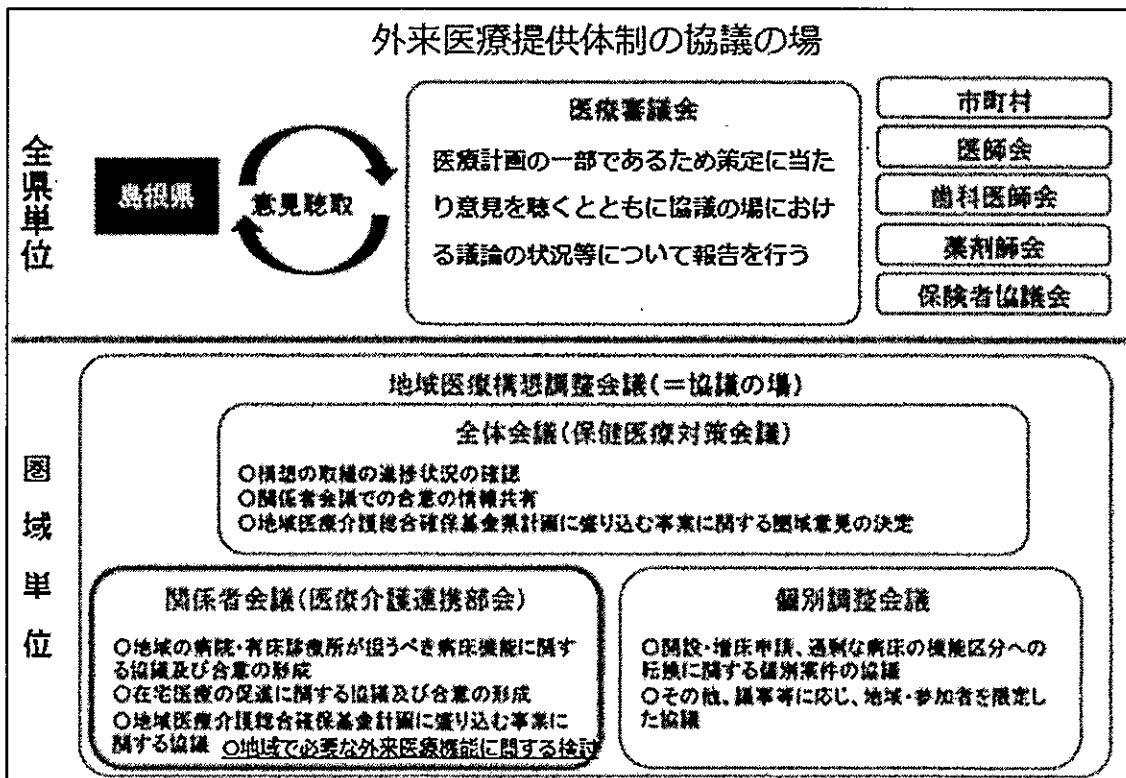 外来医療提供体制の協議の場
全県単位
島根県
意見聴取
医療審議会
医療計画の一部であるため策定に当た
り意見を聴くとともに協議の場におけ
る議論の状況等について報告を行う
市町村
医師会
歯科医師会
薬剤師会
保険者協議会
圏域単位
地域医療構想調整会議(=協議の場)
全体会議(保健医療対策会議)
○構想の取組の進捗状況の確認
○関係者会議での合意の情報共有
○地域医療介護総合確保基金県計画に盛り込む事業に関する圏域意見の決定
関係者会議(医療介護連携部会)
○地域の病院・有床診療所が担うべき病床機能に関す
る協議及び合意の形成
○在宅医療の促進に関する協議及び合意の形成
○地域医療介護総合確保基金計画に盛り込む事業に
関する協議 ○地域で必要な外来医療機能に関する検討
個別調整会議
○開設・増床申請、過剰な病床の機能区分への
転換に関する個別案件の協議
○その他、議事等に応じ、地域・参加者を限定し
た協議